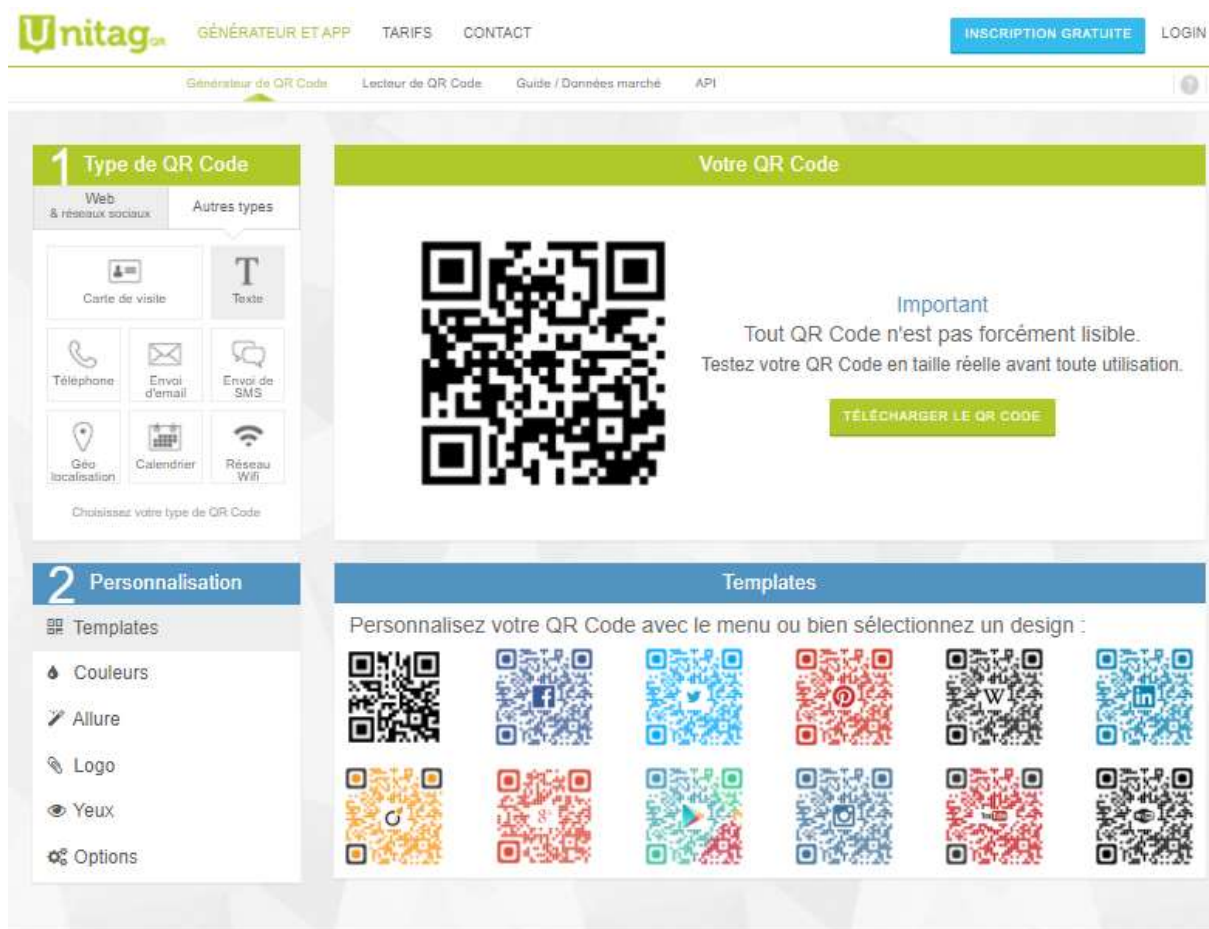 Unitag QR
GÉNÉRATEUR ET APP TARIFS CONTACT
INSCRIPTION GRATUITE LOGIN
Générateur de QR Code Lecteur de QR Code Guide / Données marché API
?
1 Type de QR Code
Web
& réseaux sociaux
Autres types
Carte de visite
T
Texte
Téléphone
Envoi
d'email
Envoi de
SMS
Géo
localisation
Calendrier
Réseau
Wifi
Choisissez votre type de QR Code
Votre QR Code
Important
Tout QR Code n'est pas forcément lisible.
Testez votre QR Code en taille réelle avant toute utilisation.
TÉLÉCHARGER LE QR CODE
2 Personnalisation
Templates
Couleurs
Allure
Logo
Yeux
Options
Templates
Personnalisez votre QR Code avec le menu ou bien sélectionnez un design :
f
W
in
g+
YouTube